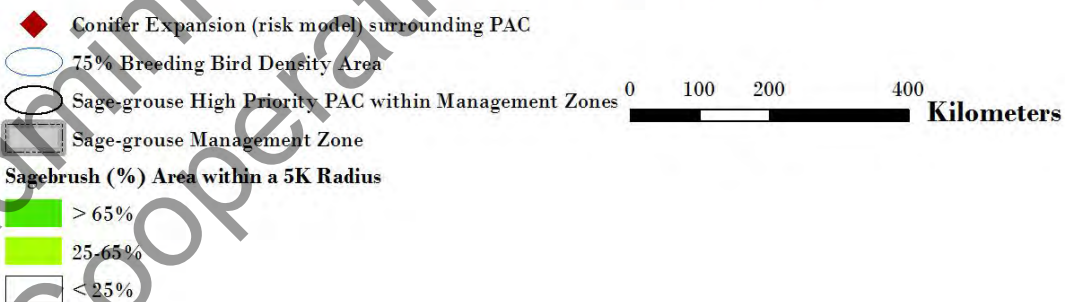 Conifer Expansion (risk model) surrounding PAC
75% Breeding Bird Density Area
Sage-grouse High Priority PAC within Management Zones
Sage-grouse Management Zone
Sagebrush (%) Area within a 5K Radius
> 65%
25-65%
< 25%
0 100 200 400
Kilometers